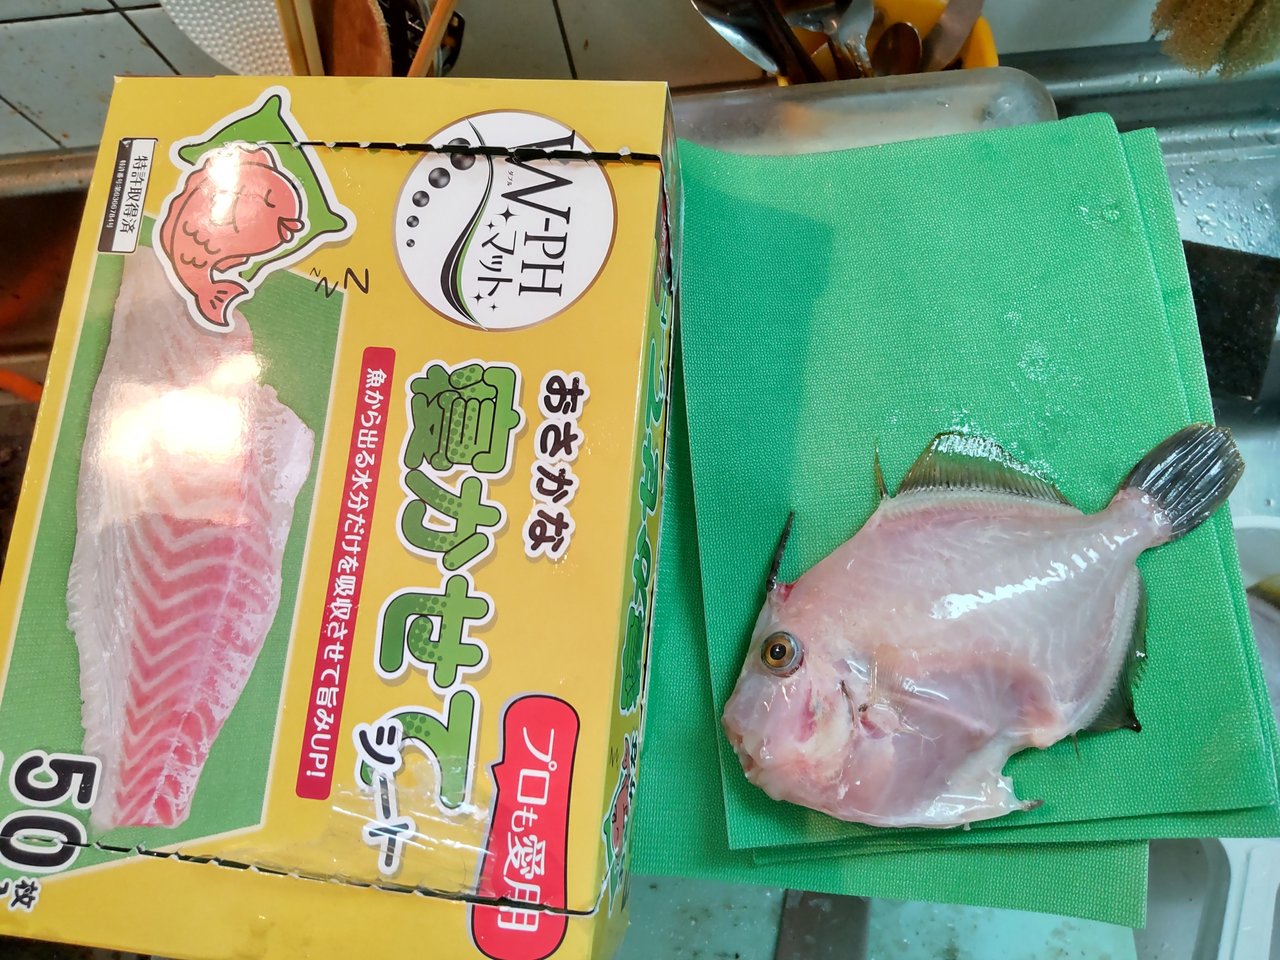 W-PH
ダブル
マット
おさかな
寝かせて
シート
魚から出る水分だけを吸収させて旨みUP!
プロも愛用
特許取得済
zzz
50
枚